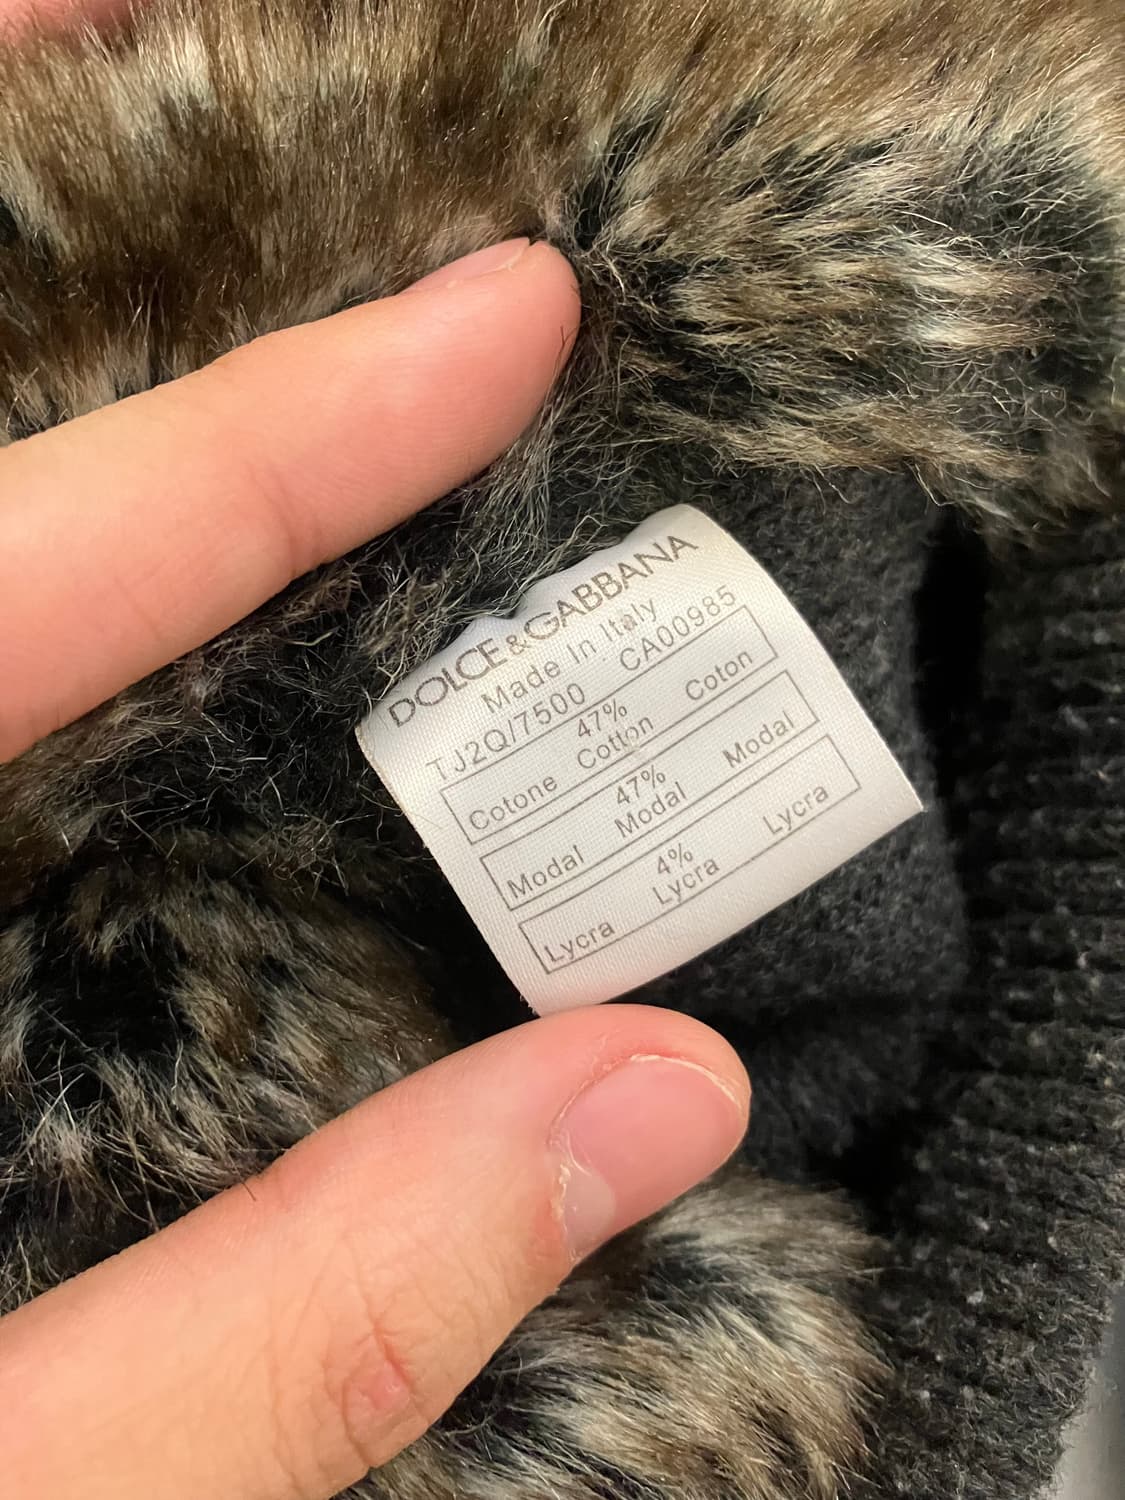 DOLCE&GABBANA
Made In Italy
TJ2Q/7500 CA00985
47%
Cotone Cotton Coton
47%
Modal Modal Modal
4%
Lycra Lycra Lycra